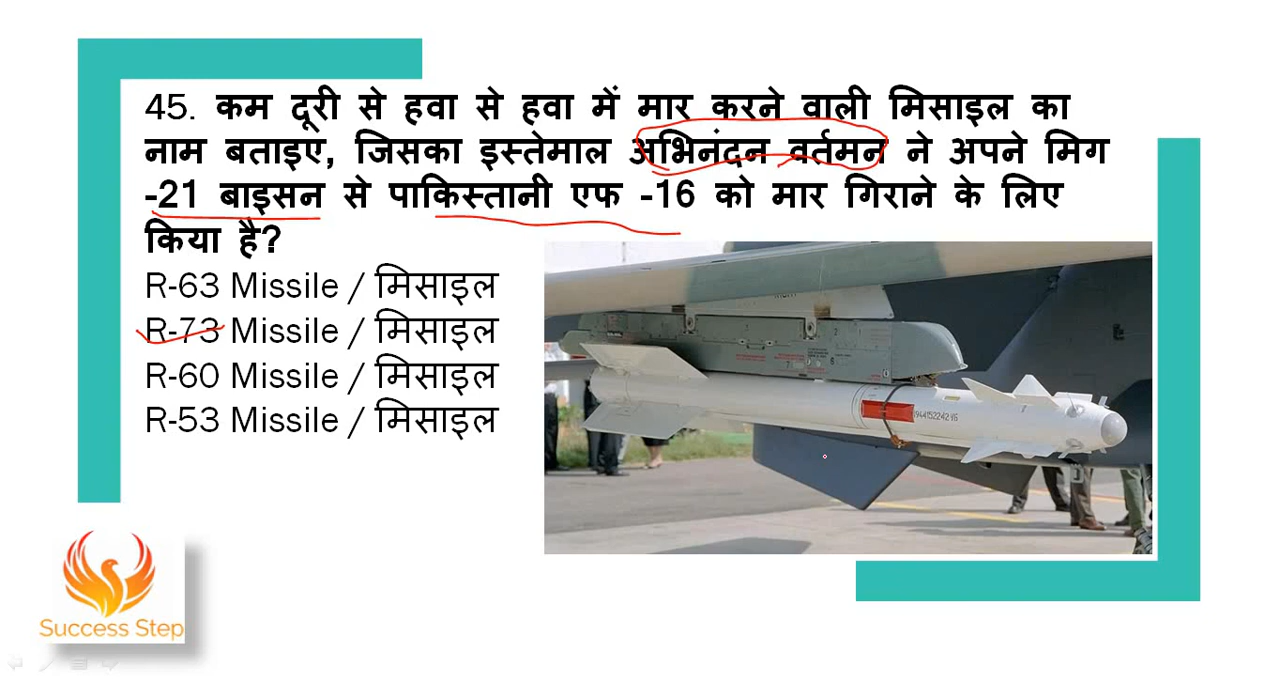 45. कम दूरी से हवा से हवा में मार करने वाली मिसाइल का
नाम बताइए, जिसका इस्तेमाल अभिनंदन वर्तमन ने अपने मिग
-21 बाइसन से पाकिस्तानी एफ -16 को मार गिराने के लिए
किया है?
R-63 Missile / मिसाइल
R-73 Missile / मिसाइल
R-60 Missile / मिसाइल
R-53 Missile / मिसाइल
Success Step